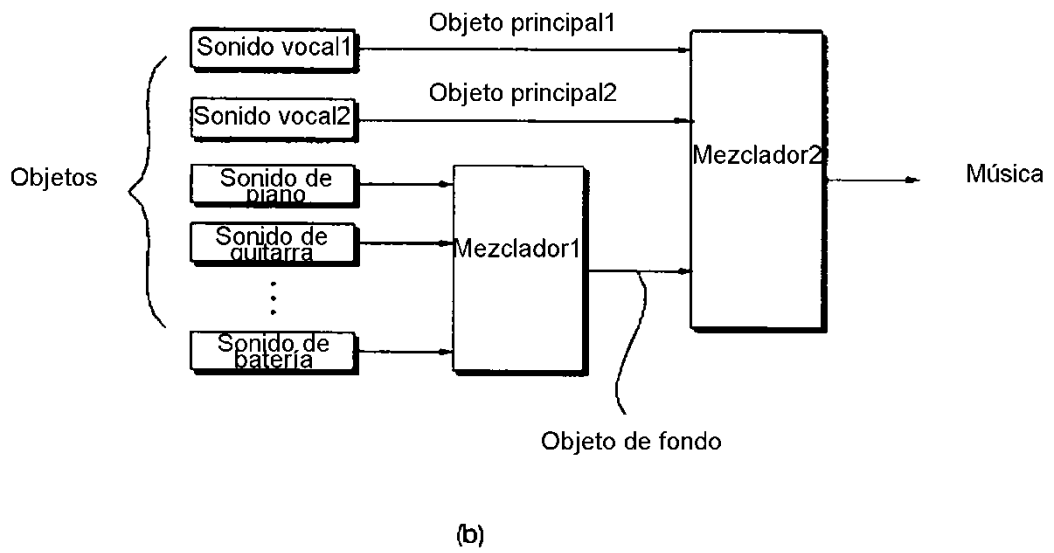 Objeto principal1
Sonido vocal1
Objeto principal2
Sonido vocal2
Mezclador2
Objetos
Sonido de
piano
Música
Sonido de
guitarra
Mezclador1
Sonido de
batería
Objeto de fondo
(b)